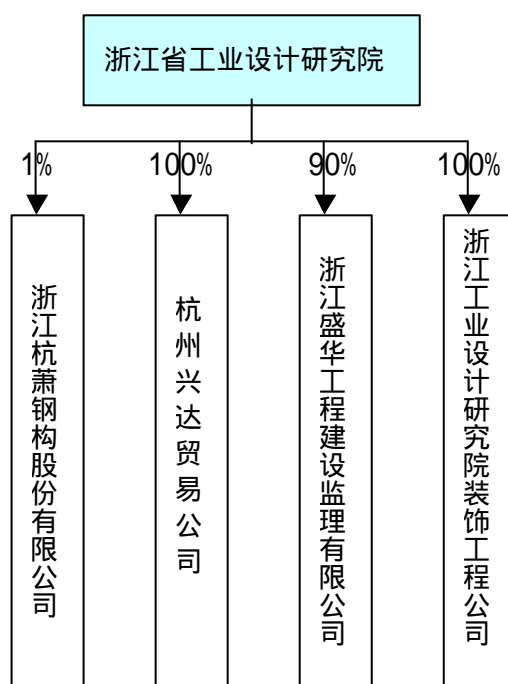 浙江省工业设计研究院
1%
100%
90%
100%
浙江杭萧钢构股份有限公司
杭州兴达贸易公司
浙江盛华工程建设监理有限公司
浙江工业设计研究院装饰工程公司